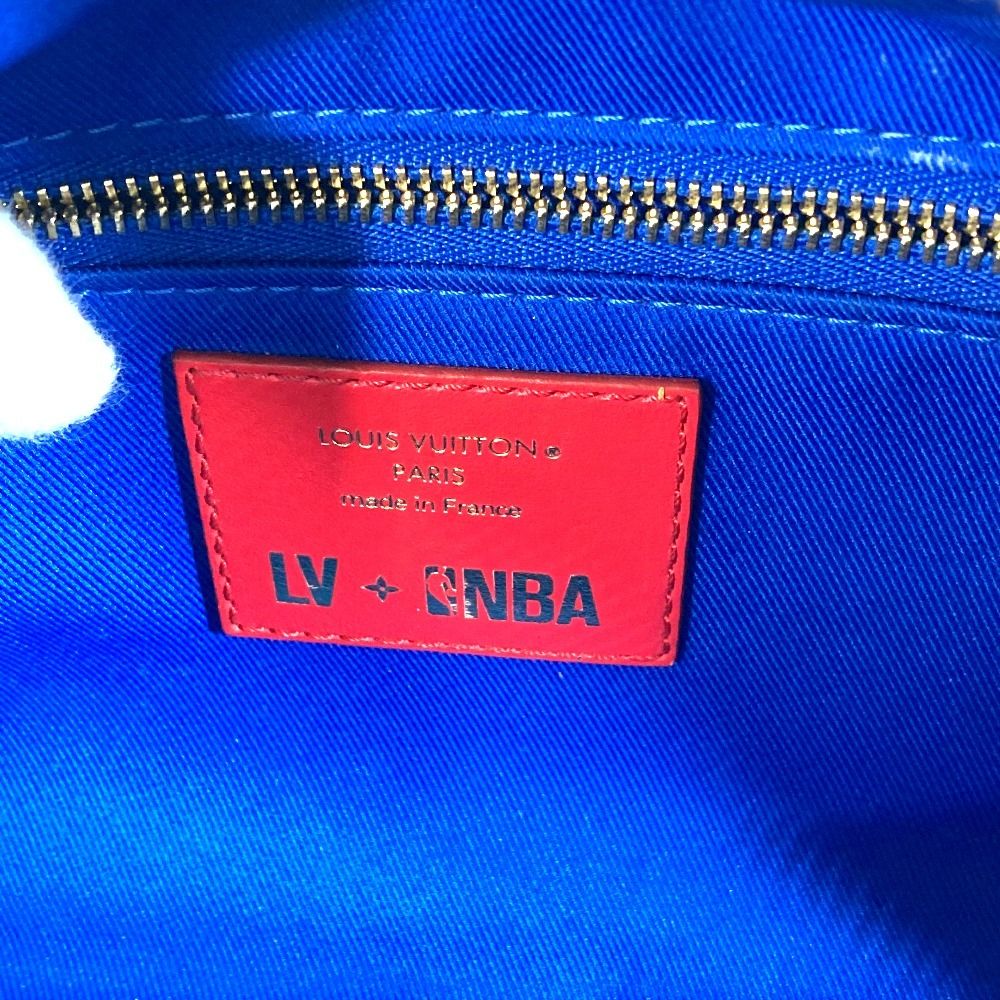 LOUIS VUITTON ®
PARIS
made in France
LV + NBA